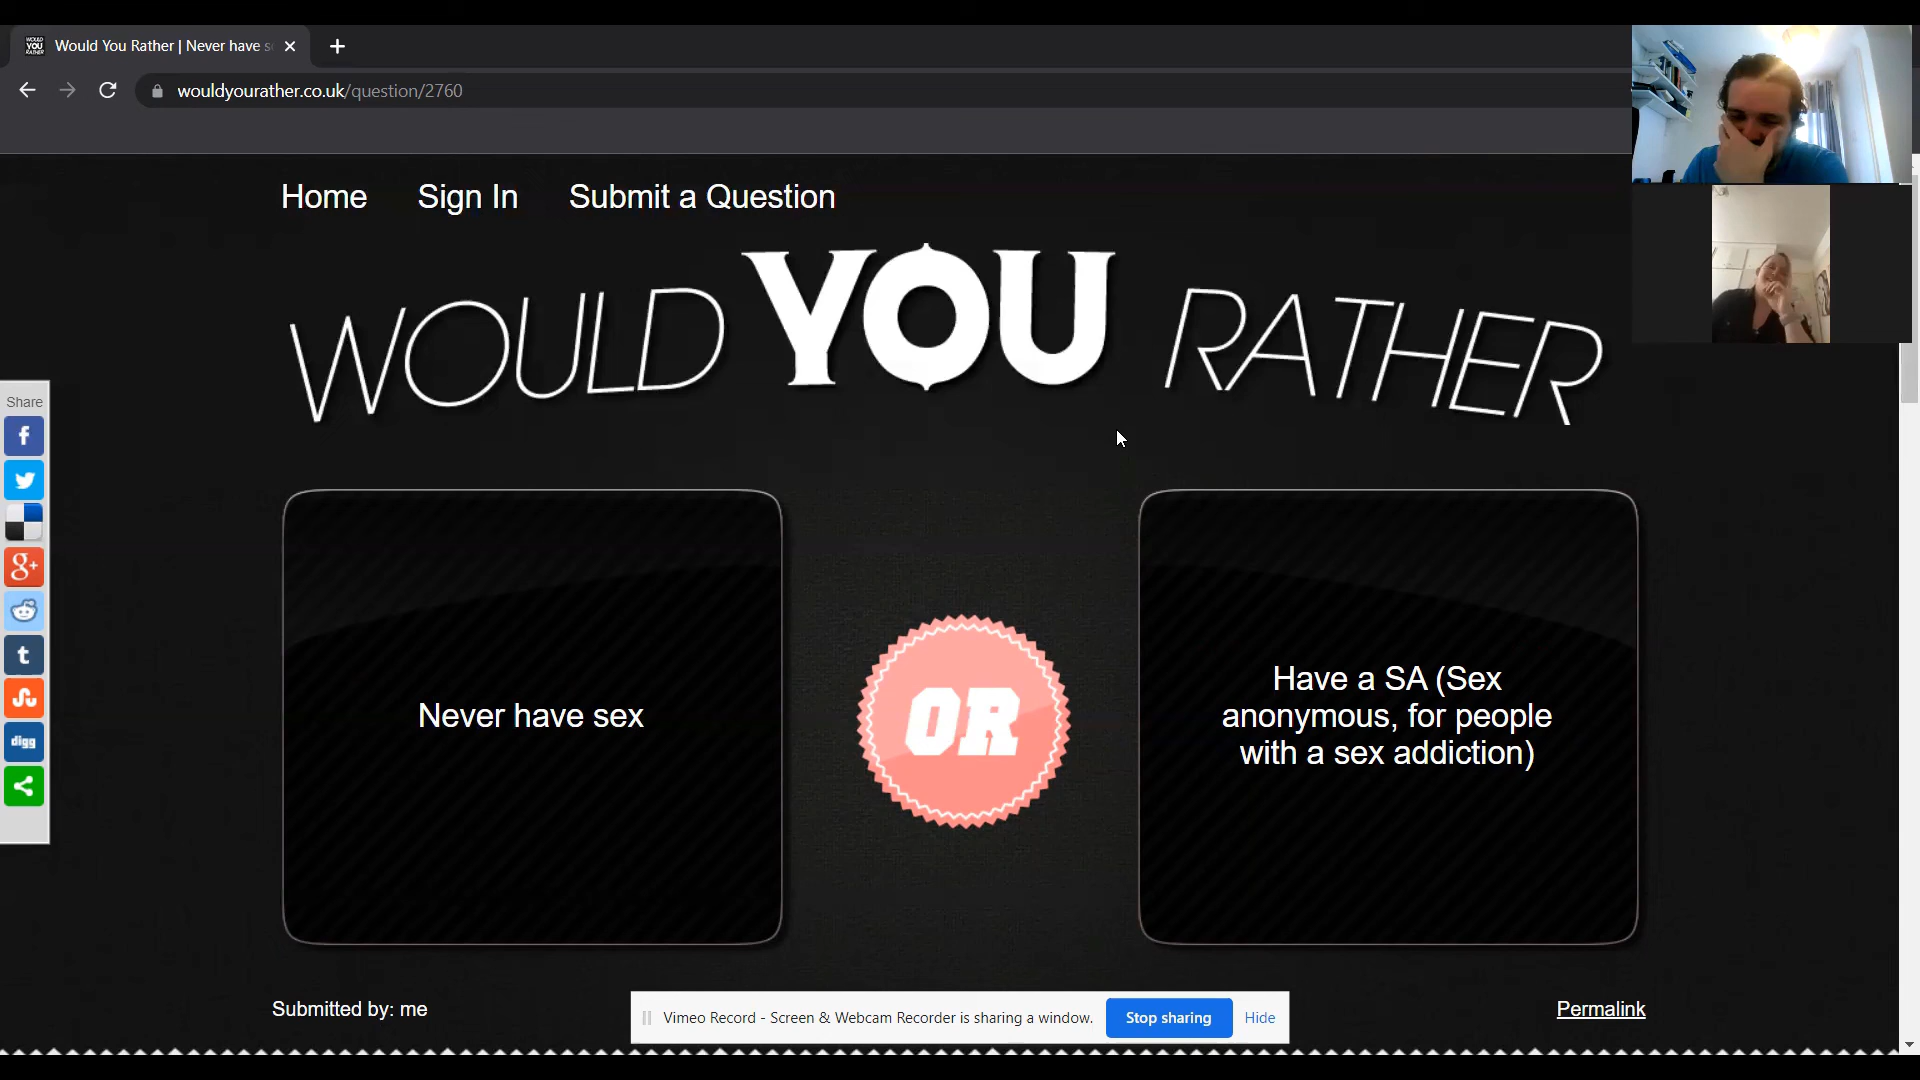 Would You Rather | Never have s
wouldyourather.co.uk/question/2760
Home Sign In Submit a Question
WOULD YOU RATHER
Share
f
g+
t
digg
Never have sex
OR
Have a SA (Sex
anonymous, for people
with a sex addiction)
Submitted by: me
Permalink
Vimeo Record - Screen & Webcam Recorder is sharing a window.
Stop sharing
Hide